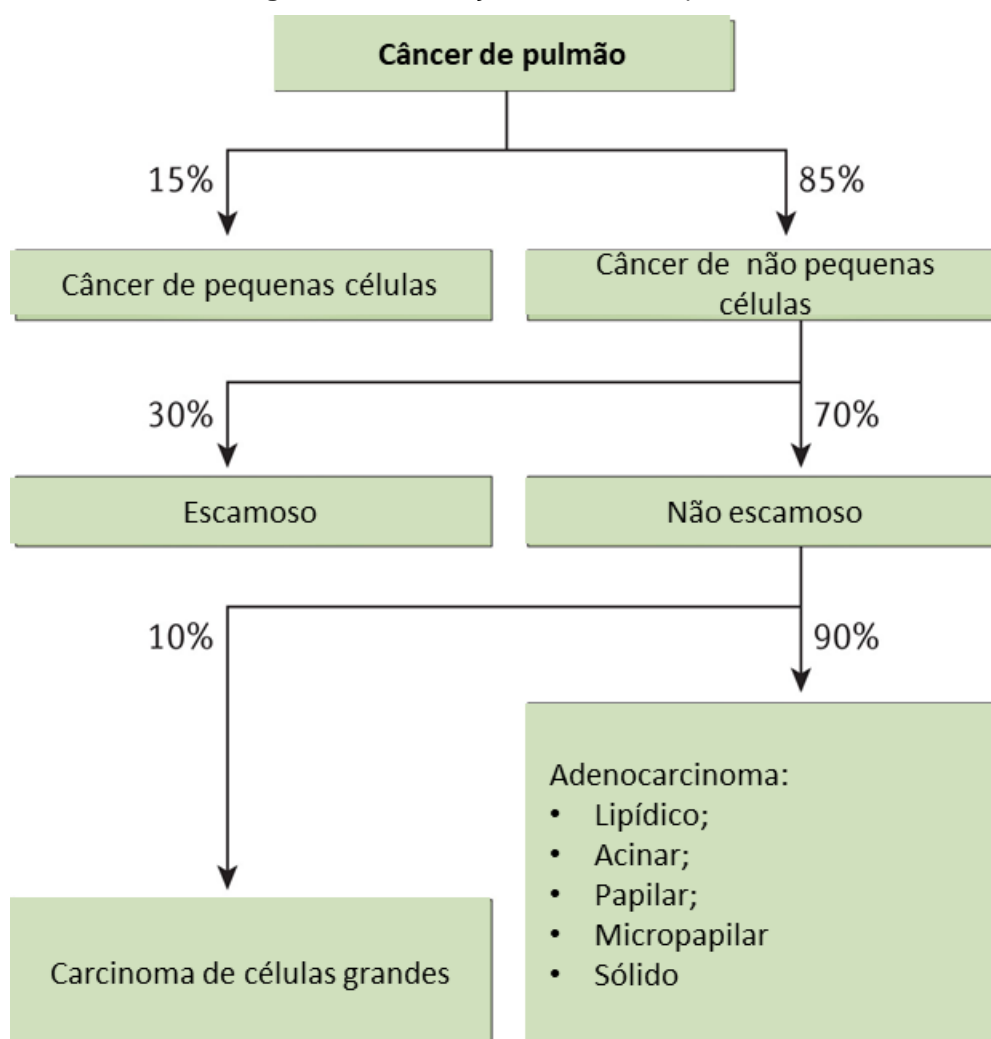 Câncer de pulmão
15%
85%
Câncer de pequenas células
Câncer de não pequenas
células
30%
70%
Escamoso
Não escamoso
10%
90%
Adenocarcinoma:
• Lipídico;
• Acinar;
• Papilar;
• Micropapilar
• Sólido
Carcinoma de células grandes